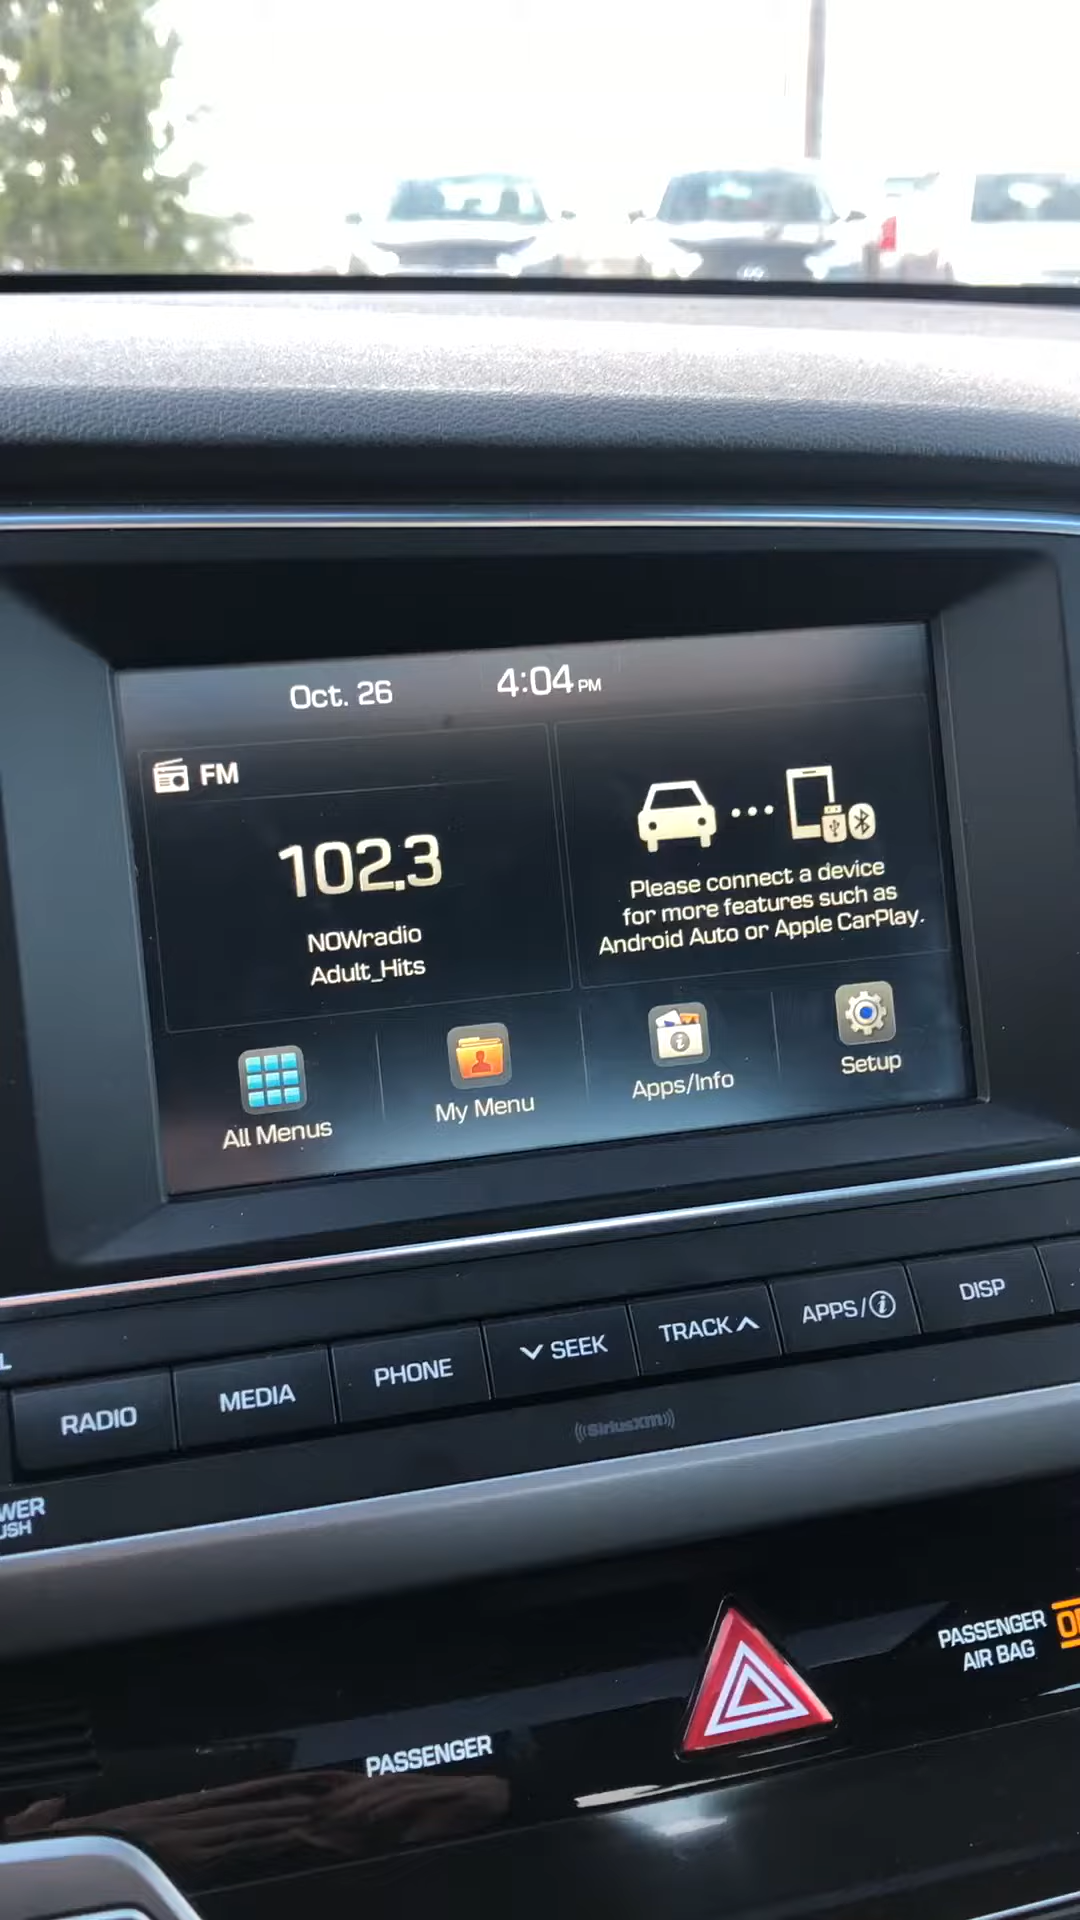 Oct. 26
4:04 PM
FM
102.3
NOWradio
Adult_Hits
Please connect a device
for more features such as
Android Auto or Apple CarPlay.
All Menus
My Menu
Apps/Info
Setup
RADIO
MEDIA
PHONE
SEEK
TRACK
APPS/i
DISP
((SiriusXM))
PASSENGER
AIR BAG
PASSENGER